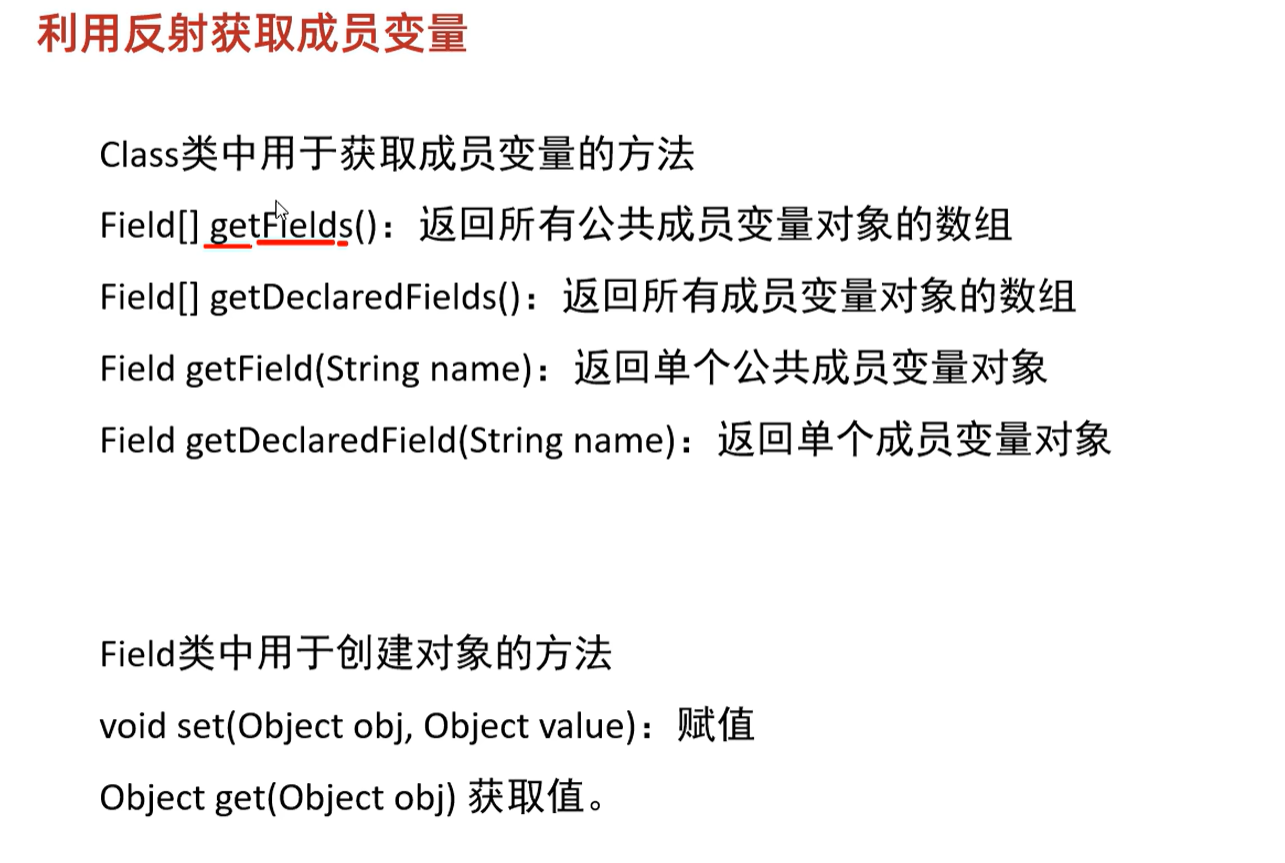 利用反射获取成员变量
Class类中用于获取成员变量的方法
Field[] getFields()：返回所有公共成员变量对象的数组
Field[] getDeclaredFields()：返回所有成员变量对象的数组
Field getField(String name)：返回单个公共成员变量对象
Field getDeclaredField(String name)：返回单个成员变量对象
Field类中用于创建对象的方法
void set(Object obj, Object value)：赋值
Object get(Object obj) 获取值。